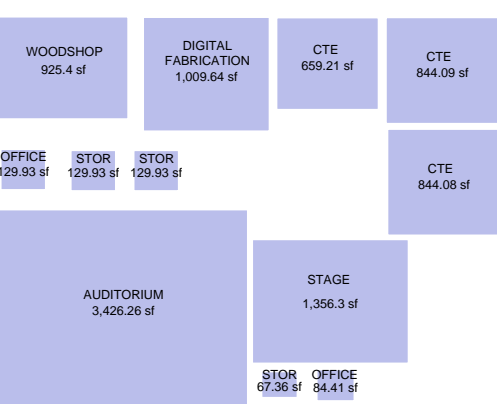 WOODSHOP
925.4 sf
DIGITAL
FABRICATION
1,009.64 sf
CTE
659.21 sf
CTE
844.09 sf
OFFICE
129.93 sf
STOR
129.93 sf
STOR
129.93 sf
CTE
844.08 sf
AUDITORIUM
3,426.26 sf
STAGE
1,356.3 sf
STOR
67.36 sf
OFFICE
84.41 sf